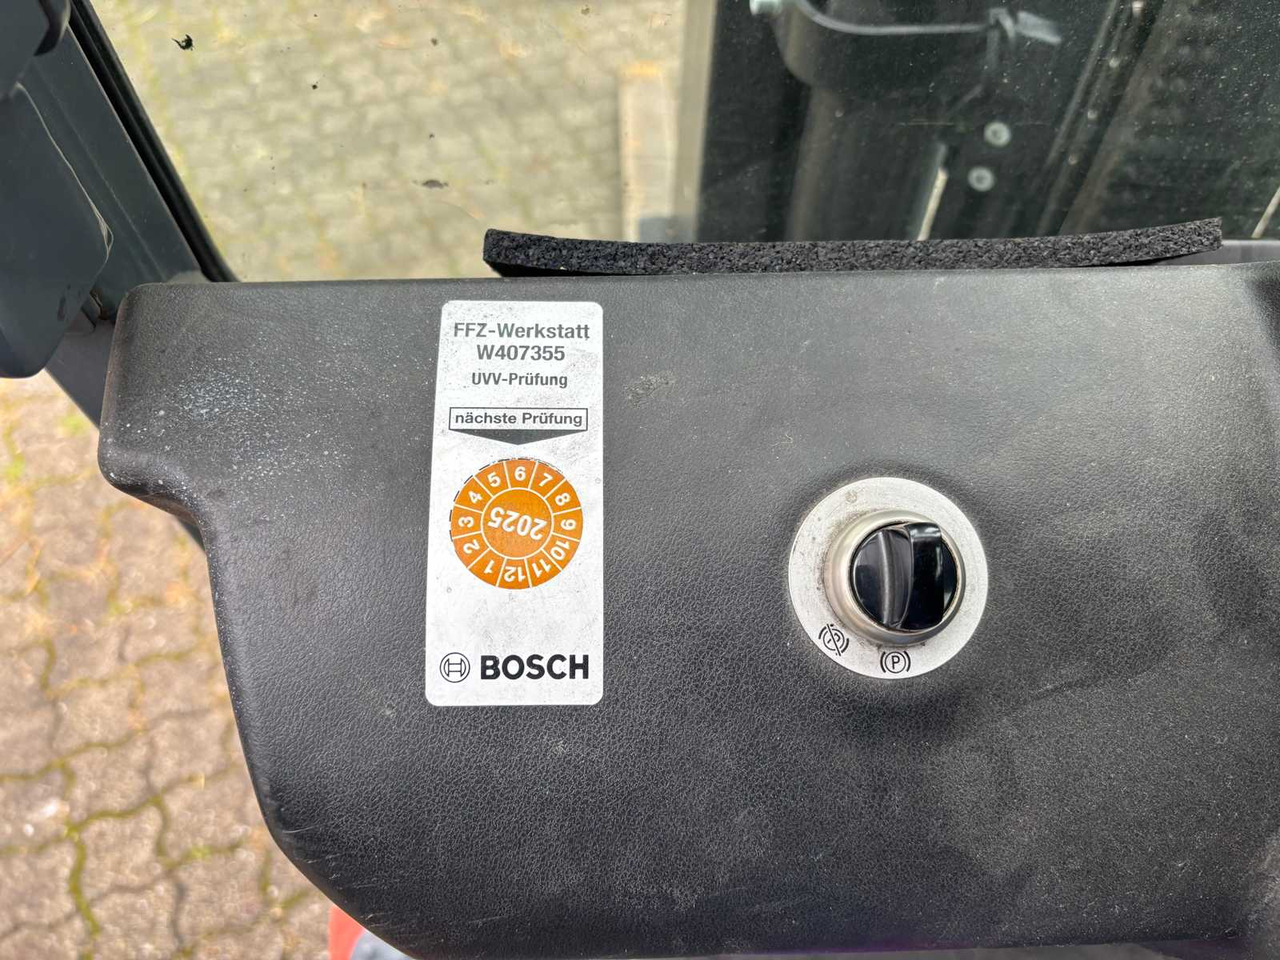 FFZ-Werkstatt
W407355
UVV-Prüfung
nächste Prüfung
1 2 3 4 5 6 7 8 9 10 11 12
2025
BOSCH
P
P